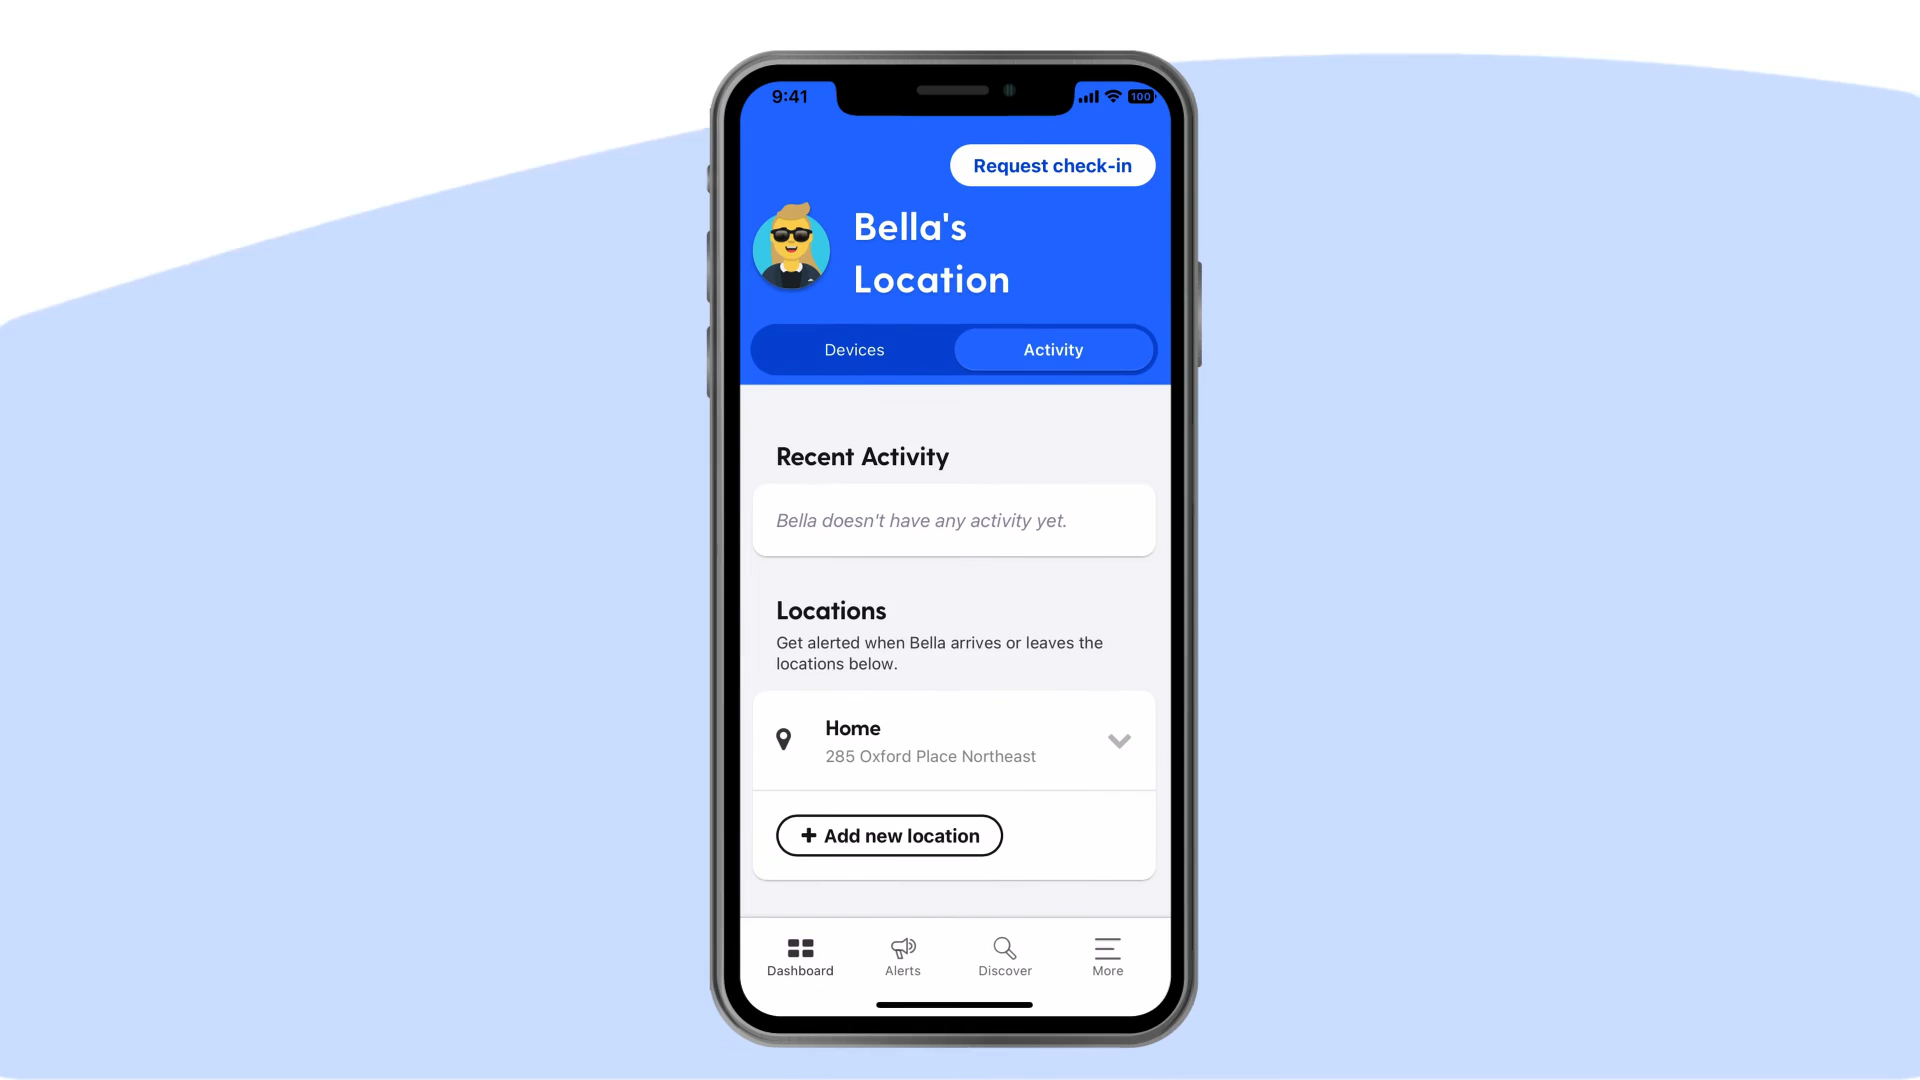 9:41
100
Request check-in
Bella's
Location
Devices
Activity
Recent Activity
Bella doesn't have any activity yet.
Locations
Get alerted when Bella arrives or leaves the
locations below.
Home
285 Oxford Place Northeast
+ Add new location
Dashboard
Alerts
Discover
More